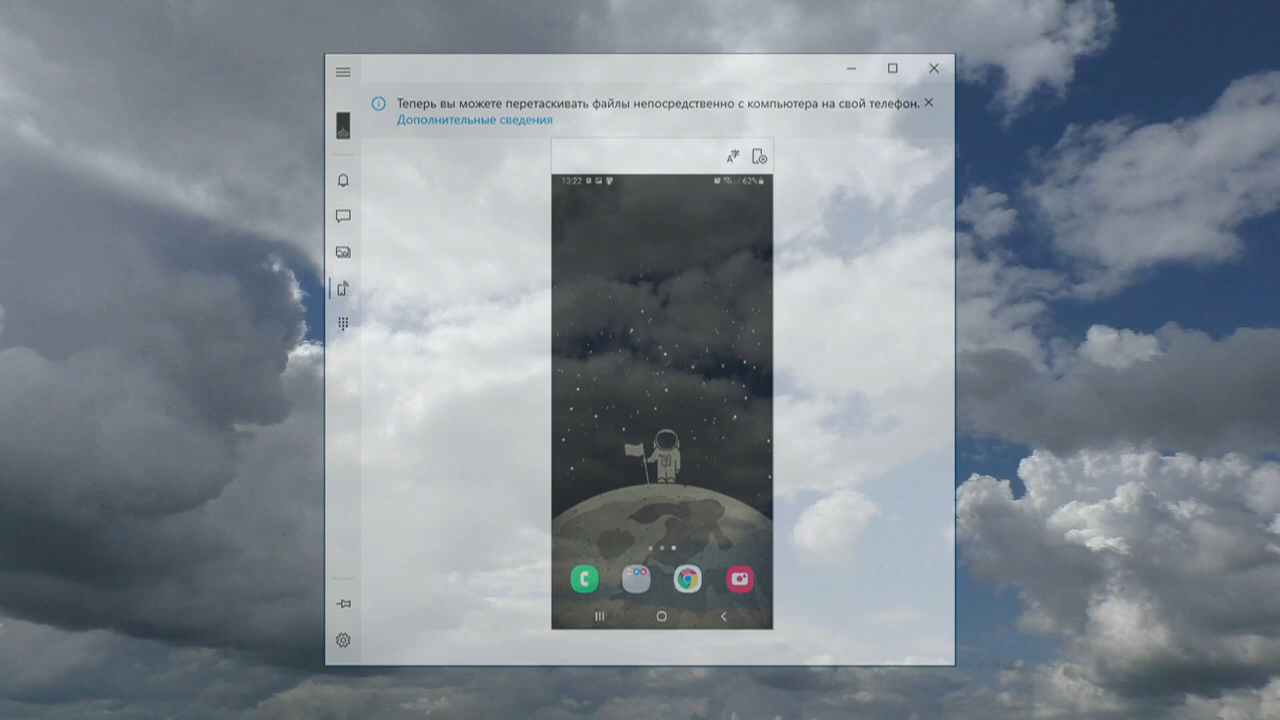 Теперь вы можете перетаскивать файлы непосредственно с компьютера на свой телефон.
Дополнительные сведения
13:22
62%